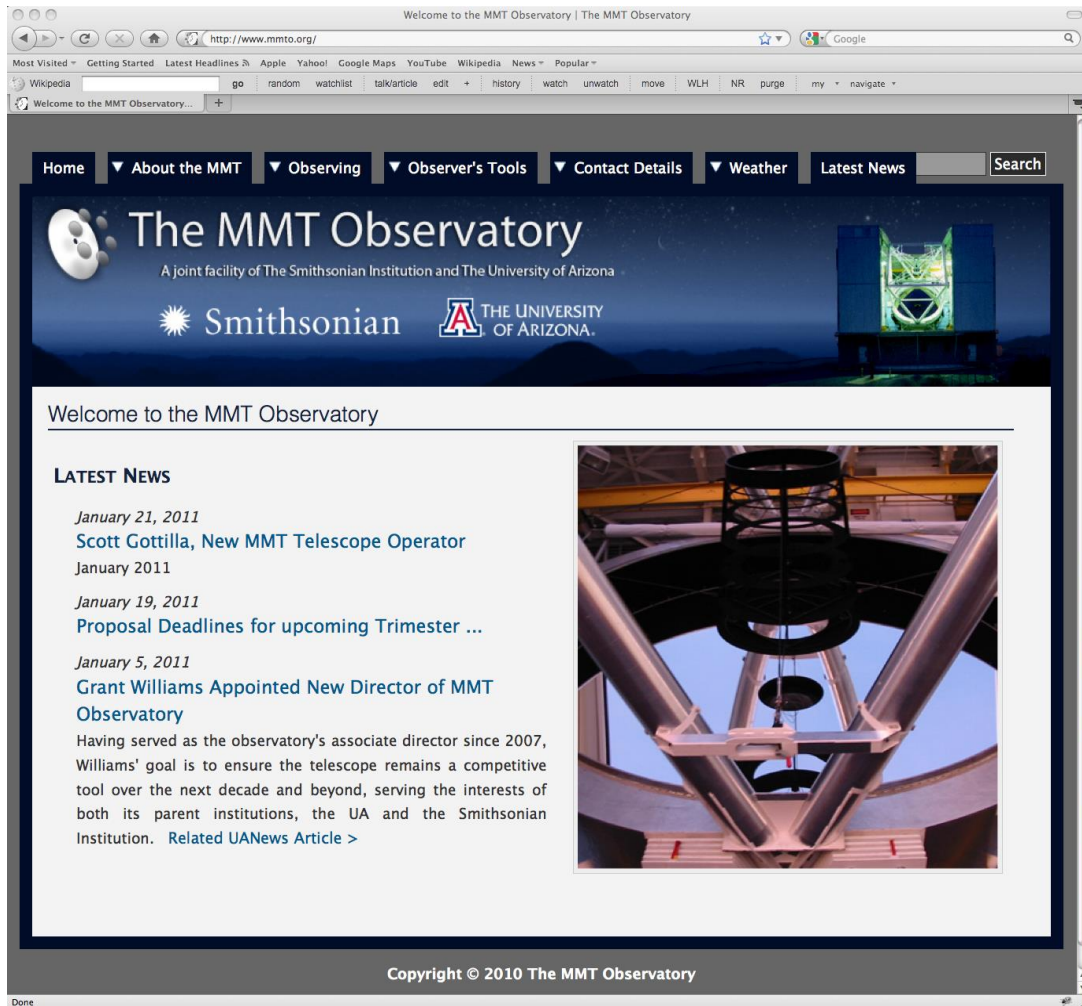 Welcome to the MMT Observatory | The MMT Observatory
http://www.mmto.org/
Google
Most Visited Getting Started Latest Headlines Apple Yahoo! Google Maps YouTube Wikipedia News Popular
Wikipedia go random watchlist talk/article edit + history watch unwatch move WLH NR purge my navigate
Welcome to the MMT Observatory... +
Home About the MMT Observing Observer's Tools Contact Details Weather Latest News Search
The MMT Observatory
A joint facility of The Smithsonian Institution and The University of Arizona
Smithsonian
A THE UNIVERSITY
OF ARIZONA.
Welcome to the MMT Observatory
LATEST NEWS
January 21, 2011
Scott Gottilla, New MMT Telescope Operator
January 2011
January 19, 2011
Proposal Deadlines for upcoming Trimester ...
January 5, 2011
Grant Williams Appointed New Director of MMT
Observatory
Having served as the observatory's associate director since 2007,
Williams' goal is to ensure the telescope remains a competitive
tool over the next decade and beyond, serving the interests of
both its parent institutions, the UA and the Smithsonian
Institution. Related UANews Article >
Copyright © 2010 The MMT Observatory
Done